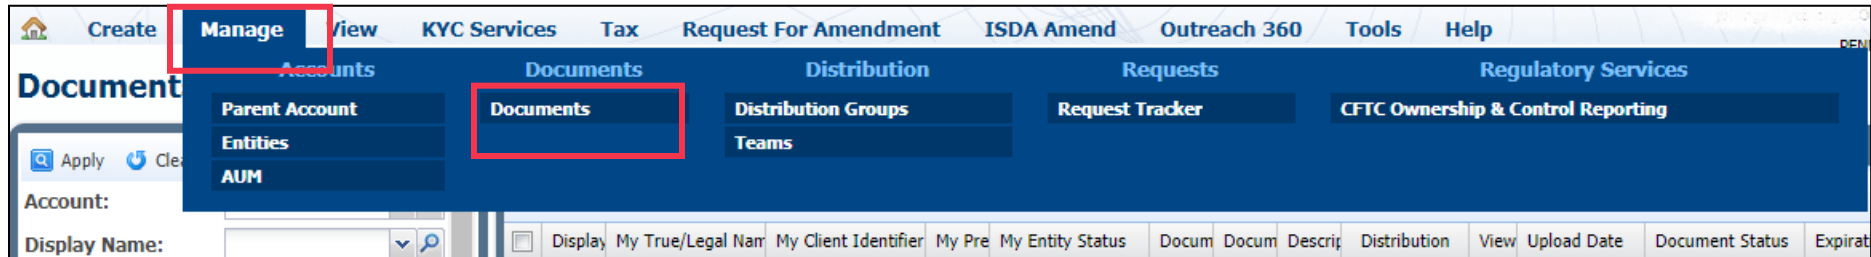 Create Manage View KYC Services Tax Request For Amendment ISDA Amend Outreach 360 Tools Help
Accounts Documents Distribution Requests Regulatory Services
Document
Parent Account Documents Distribution Groups Request Tracker CFTC Ownership & Control Reporting
Entities Teams
Apply Clea
AUM
Account:
Display Name:
Display My True/Legal Nam My Client Identifier My Pre My Entity Status Docum Docum Descrip Distribution View Upload Date Document Status Expirat